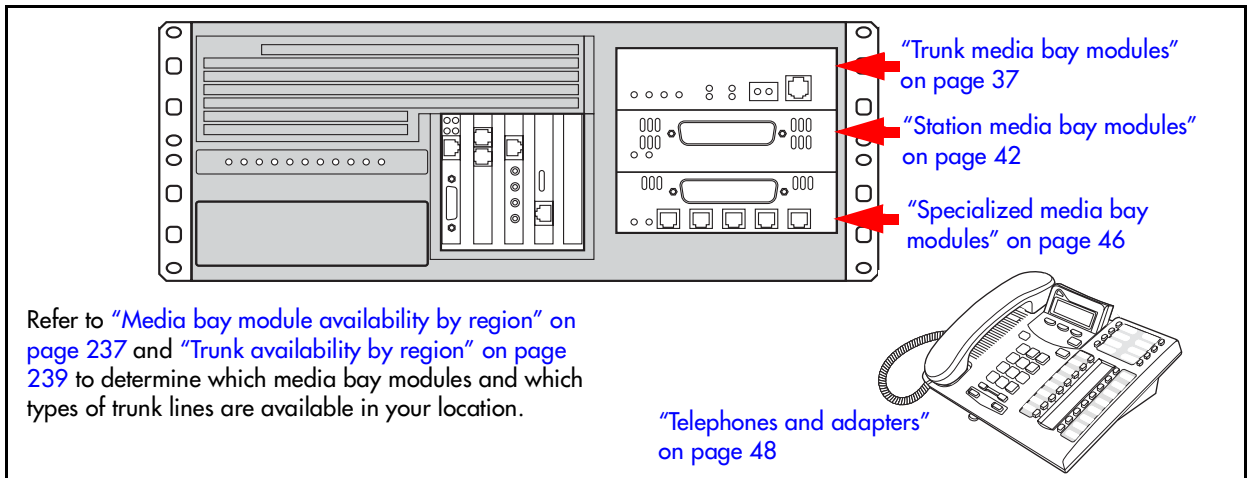 “Trunk media bay modules”
on page 37
“Station media bay modules”
on page 42
“Specialized media bay
modules” on page 46
Refer to “Media bay module availability by region” on
page 237 and “Trunk availability by region” on page
239 to determine which media bay modules and which
types of trunk lines are available in your location.
“Telephones and adapters”
on page 48